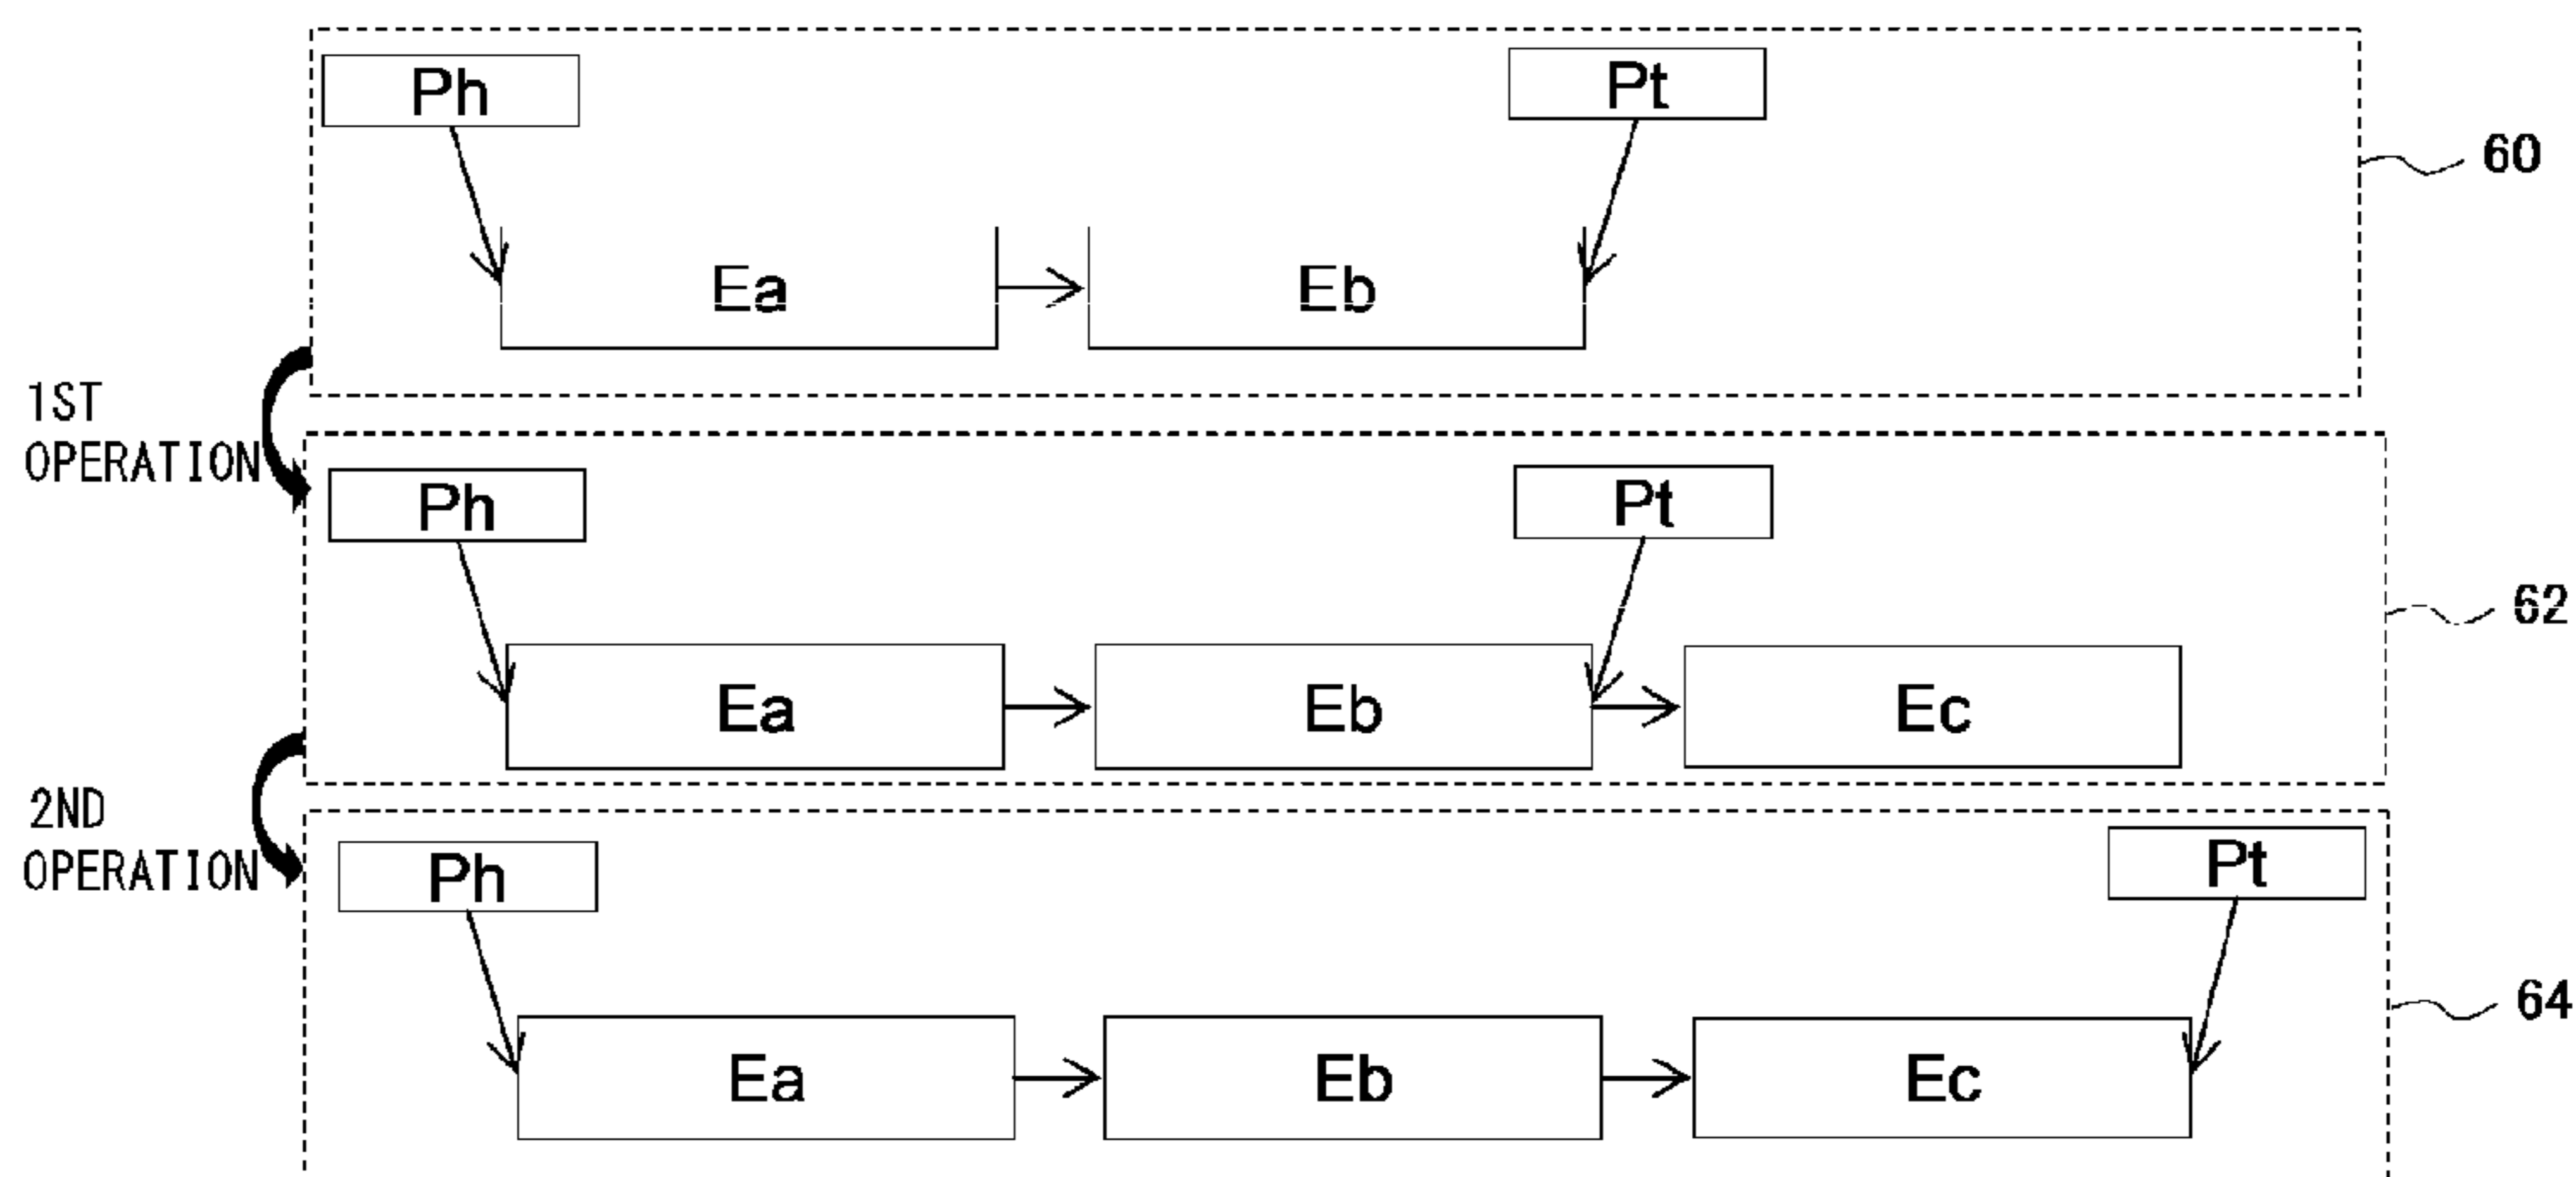 Ph Pt
60
Ea Eb
1ST
OPERATION
Ph Pt
62
Ea Eb Ec
2ND
OPERATION
Ph Pt
64
Ea Eb Ec